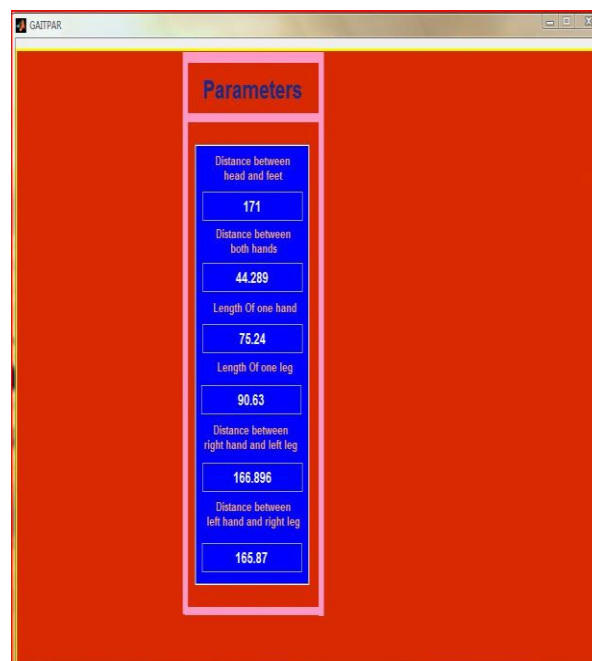 GAITPAR
Parameters
Distance between
head and feet
171
Distance between
both hands
44.289
Length Of one hand
75.24
Length Of one leg
90.63
Distance between
right hand and left leg
166.896
Distance between
left hand and right leg
165.87